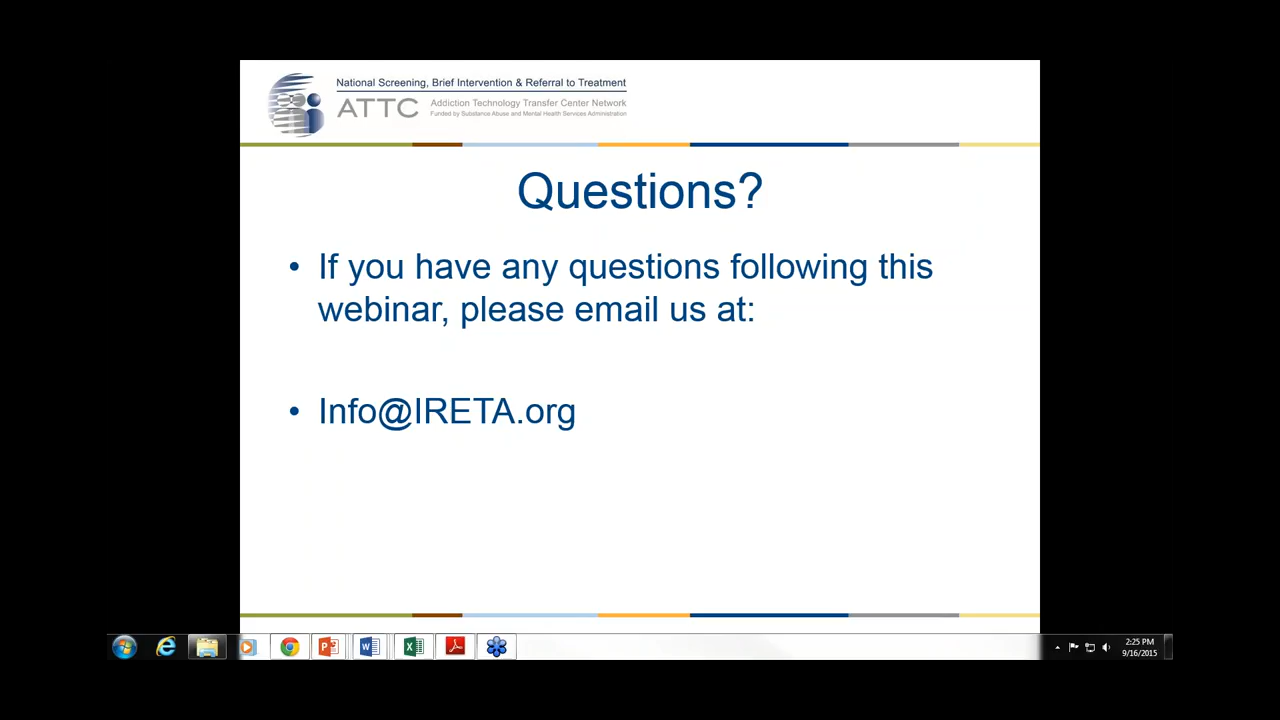 National Screening, Brief Intervention & Referral to Treatment
ATTC
Addiction Technology Transfer Center Network
Funded by Substance Abuse and Mental Health Services Administration
Questions?
• If you have any questions following this
webinar, please email us at:
• Info@IRETA.org
2:25 PM
9/16/2015